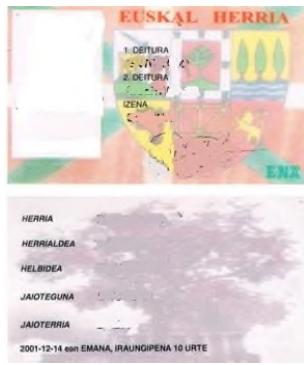 EUSKAL HERRIA
1. DEITURA
2. DEITURA
IZENA
ENA
HERRIA
HERRIALDEA
HELBIDEA
JAIOTEGUNA
JAIOTERRIA
2001-12-14 ean EMANA, IRAUNGIPENA 10 URTE